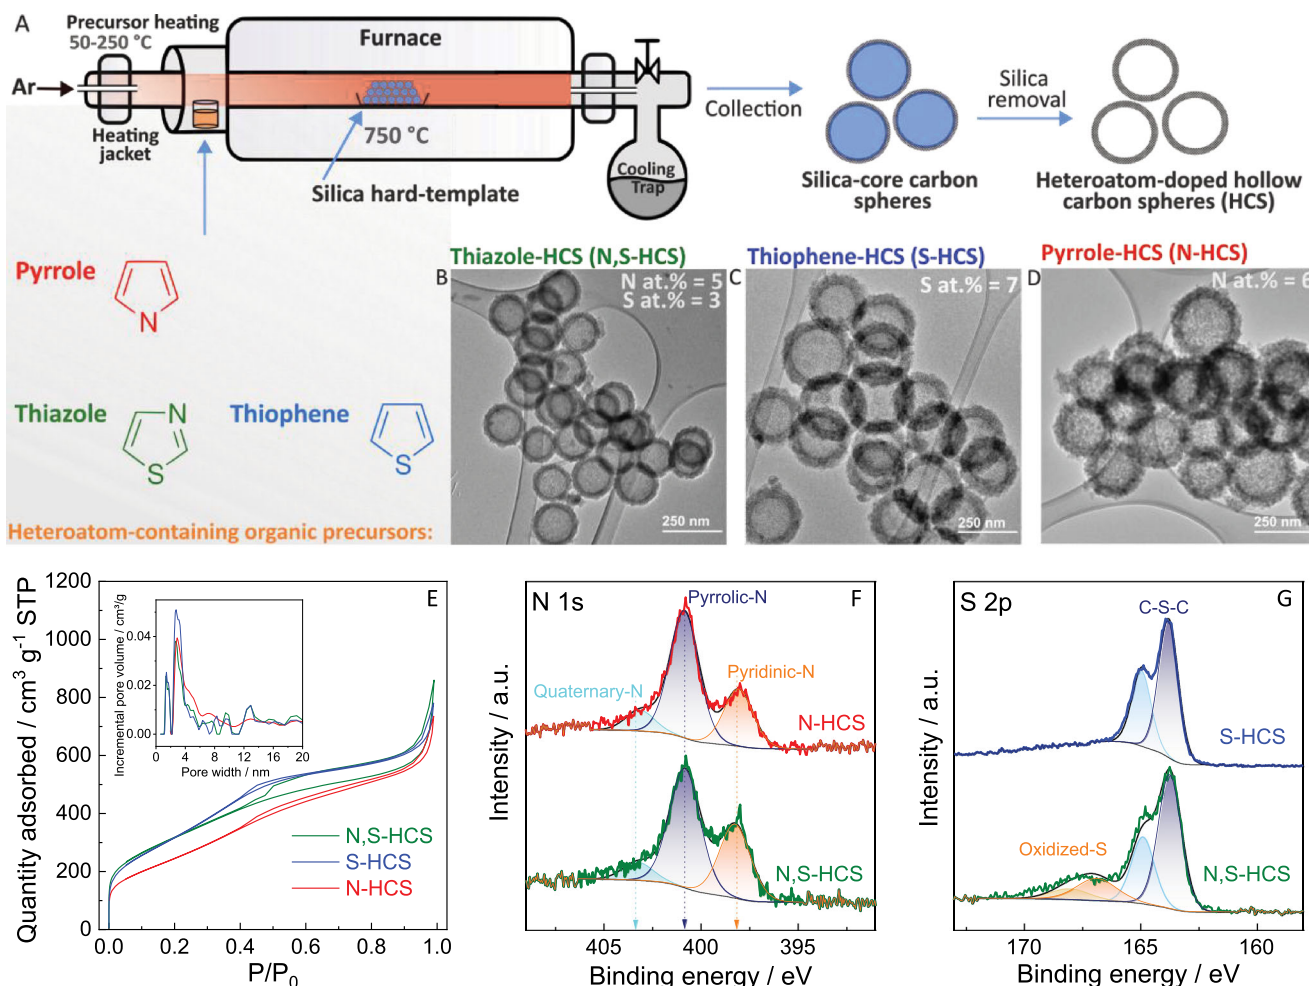 A
Precursor heating
50-250 °C
Ar
Heating
jacket
Furnace
750 °C
Silica hard-template
Cooling
Trap
Collection
Silica
removal
Silica-core carbon
spheres
Heteroatom-doped hollow
carbon spheres (HCS)
Pyrrole
N
Thiazole
N
S
Thiophene
S
Heteroatom-containing organic precursors:
Thiazole-HCS (N,S-HCS)
B
N at.% = 5
S at.% = 3
250 nm
Thiophene-HCS (S-HCS)
C
S at.% = 7
250 nm
Pyrrole-HCS (N-HCS)
D
N at.% = 6
250 nm
E
Quantity adsorbed / cm³ g⁻¹ STP
1200
1000
800
600
400
200
0
0.0
0.2
0.4
0.6
0.8
1.0
P/P₀
N,S-HCS
S-HCS
N-HCS
Incremental pore volume / cm³/g
0.04
0.02
0.00
0
4
8
12
16
20
Pore width / nm
N 1s
F
Pyrrolic-N
Quaternary-N
Pyridinic-N
N-HCS
N,S-HCS
Intensity / a.u.
405
400
395
Binding energy / eV
S 2p
G
C-S-C
S-HCS
Oxidized-S
N,S-HCS
Intensity / a.u.
170
165
160
Binding energy / eV